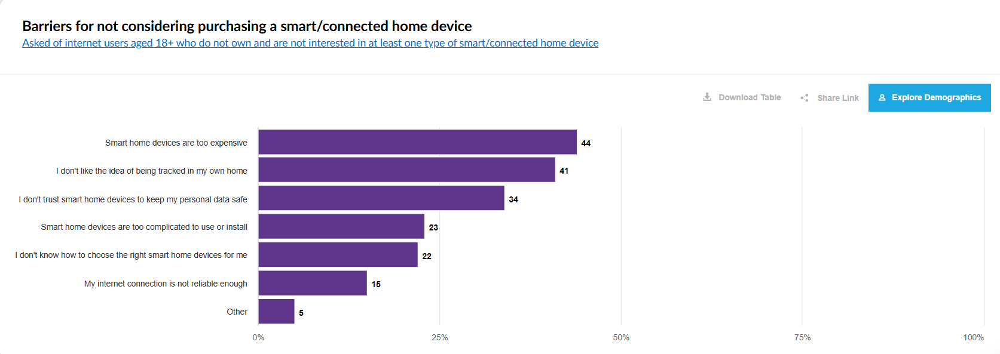 Barriers for not considering purchasing a smart/connected home device
Asked of internet users aged 18+ who do not own and are not interested in at least one type of smart/connected home device
Download Table
Share Link
Explore Demographics
Smart home devices are too expensive 44
I don't like the idea of being tracked in my own home 41
I don't trust smart home devices to keep my personal data safe 34
Smart home devices are too complicated to use or install 23
I don't know how to choose the right smart home devices for me 22
My internet connection is not reliable enough 15
Other 5
0% 25% 50% 75% 100%